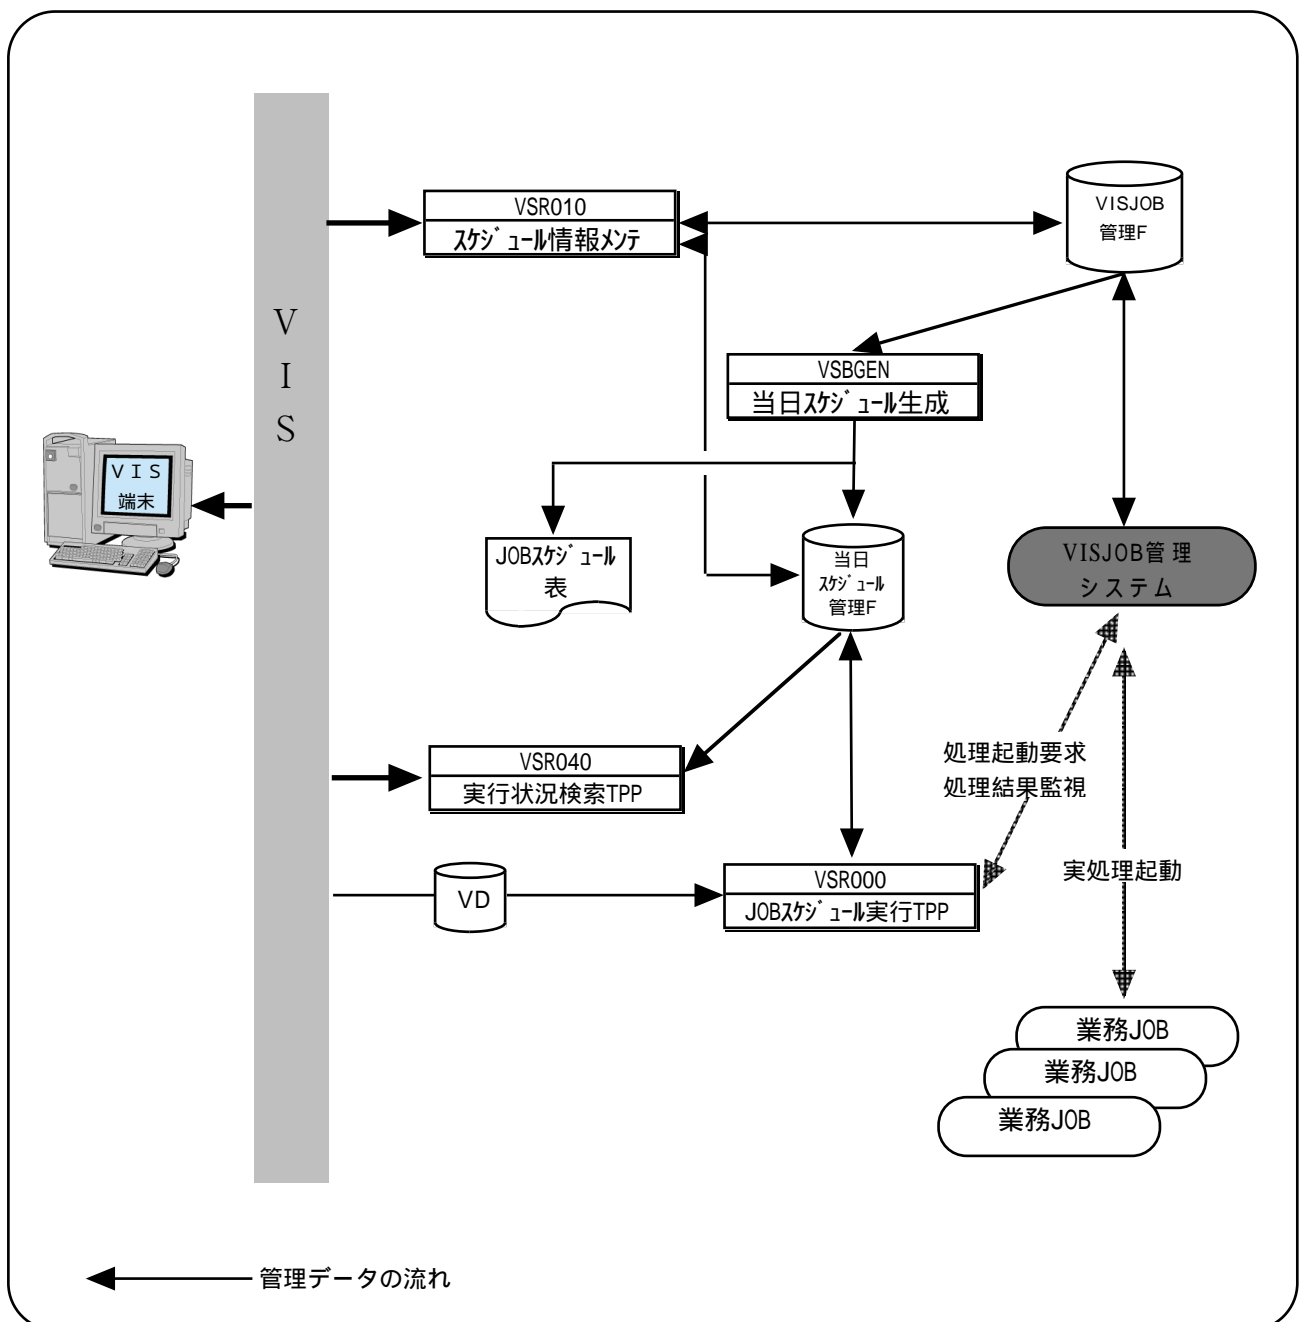 VSR010
スケジュール情報メンテ
VISJOB
管理F
V
I
S
VSBGEN
当日スケジュール生成
VIS
端末
JOBスケジュール
表
当日
スケジュール
管理F
VISJOB管理
システム
VSR040
実行状況検索TPP
処理起動要求
処理結果監視
VD
VSR000
JOBスケジュール実行TPP
実処理起動
業務JOB
業務JOB
業務JOB
管理データの流れ